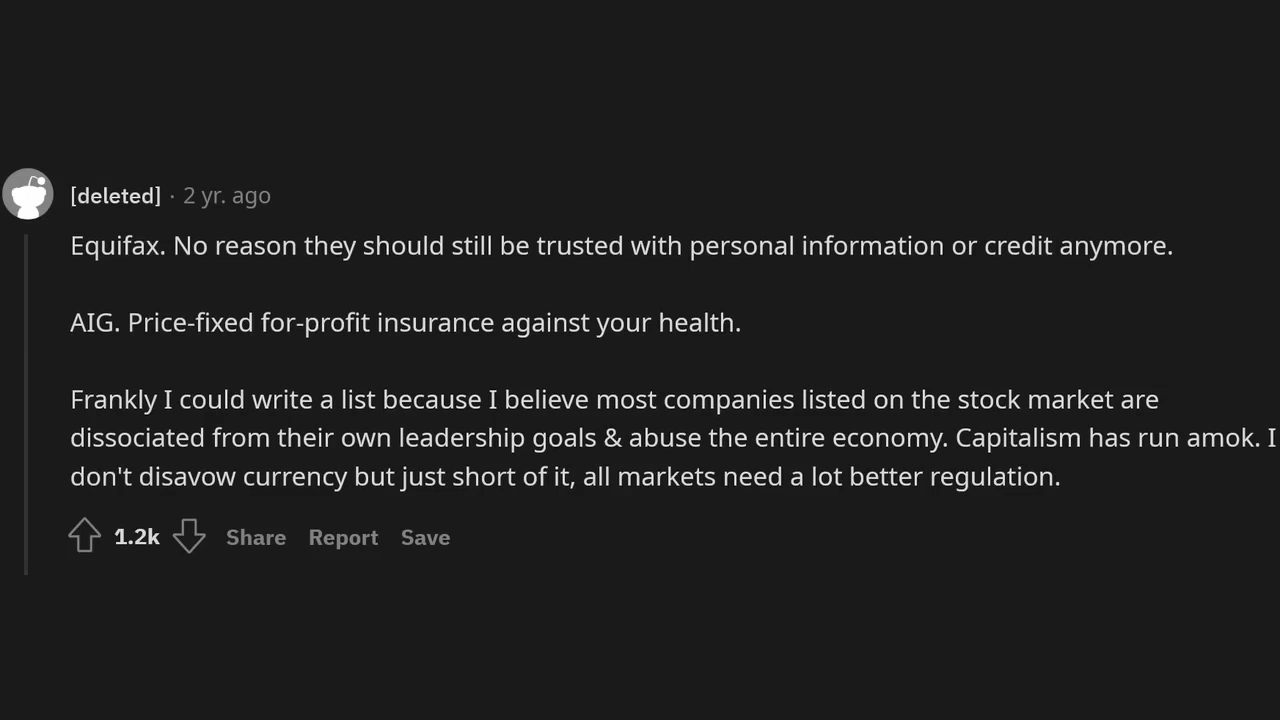 [deleted] · 2 yr. ago
Equifax. No reason they should still be trusted with personal information or credit anymore.
AIG. Price-fixed for-profit insurance against your health.
Frankly I could write a list because I believe most companies listed on the stock market are
dissociated from their own leadership goals & abuse the entire economy. Capitalism has run amok. I
don't disavow currency but just short of it, all markets need a lot better regulation.
1.2k Share Report Save